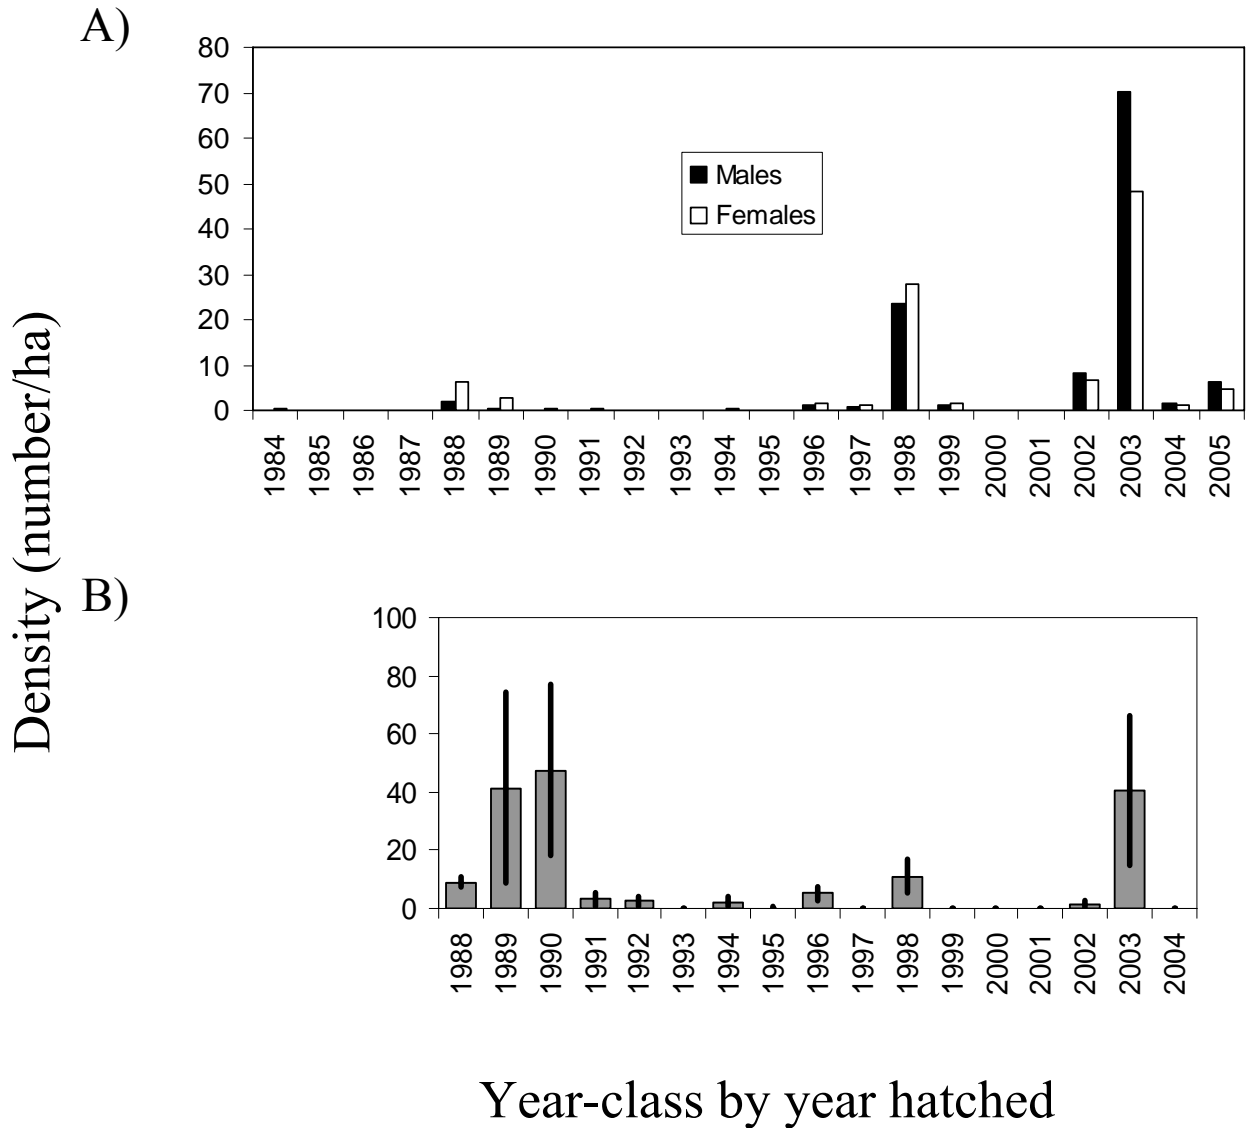 A)
80
70
60
50
40
30
20
10
0
Males
Females
1984 1985 1986 1987 1988 1989 1990 1991 1992 1993 1994 1995 1996 1997 1998 1999 2000 2001 2002 2003 2004 2005
Density (number/ha)
B)
100
80
60
40
20
0
1988 1989 1990 1991 1992 1993 1994 1995 1996 1997 1998 1999 2000 2001 2002 2003 2004
Year-class by year hatched